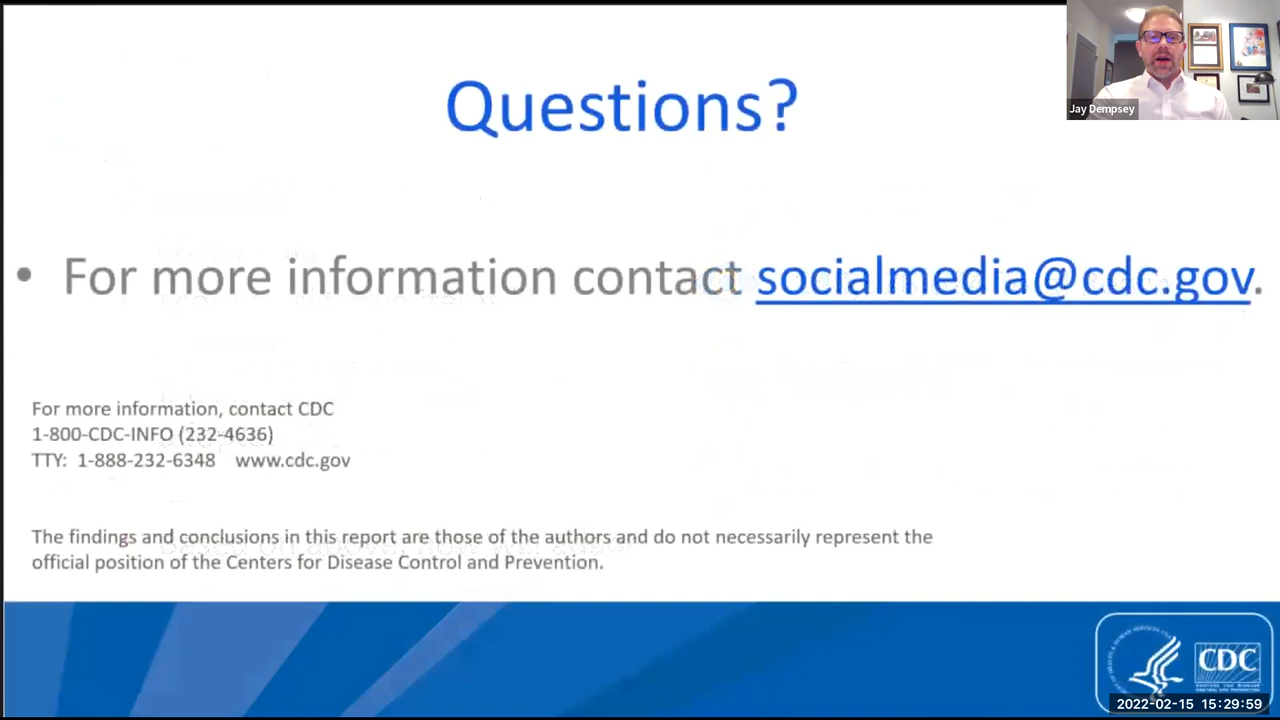 Questions?
• For more information contact socialmedia@cdc.gov.
For more information, contact CDC
1-800-CDC-INFO (232-4636)
TTY: 1-888-232-6348 www.cdc.gov
The findings and conclusions in this report are those of the authors and do not necessarily represent the
official position of the Centers for Disease Control and Prevention.
Jay Dempsey
CDC
2022-02-15 15:29:59